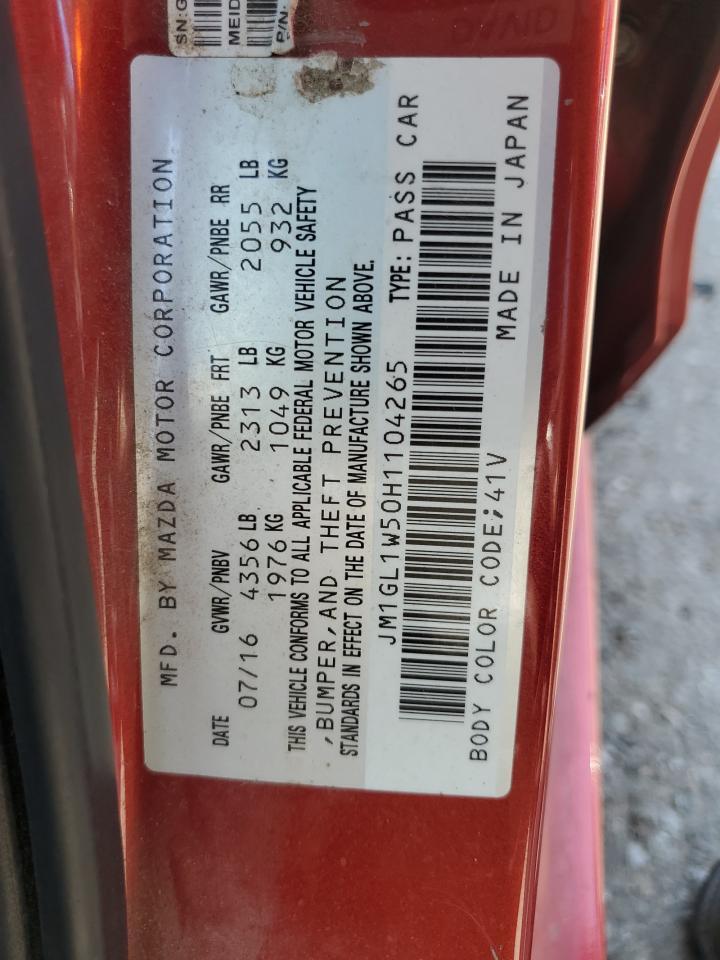 SN:G
MEID
P/N:
MFD. BY MAZDA MOTOR CORPORATION
DATE GVWR/PNBV GAWR/PNBE FRT GAWR/PNBE RR
07/16 4356 LB 2313 LB 2055 LB
1976 KG 1049 KG 932 KG
THIS VEHICLE CONFORMS TO ALL APPLICABLE FEDERAL MOTOR VEHICLE SAFETY
,BUMPER, AND THEFT PREVENTION
STANDARDS IN EFFECT ON THE DATE OF MANUFACTURE SHOWN ABOVE.
JM1GL1W50H1104265 TYPE: PASS CAR
BODY COLOR CODE;41V MADE IN JAPAN